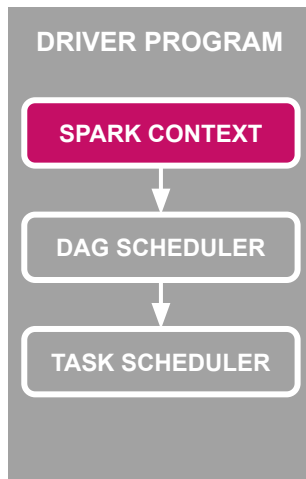 DRIVER PROGRAM
SPARK CONTEXT
DAG SCHEDULER
TASK SCHEDULER